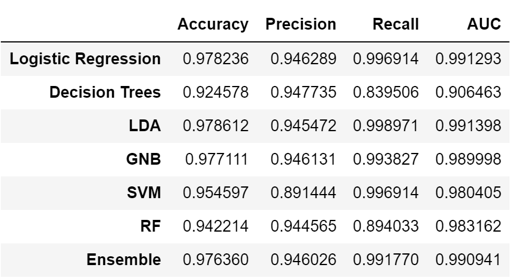 Accuracy Precision Recall AUC
Logistic Regression 0.978236 0.946289 0.996914 0.991293
Decision Trees 0.924578 0.947735 0.839506 0.906463
LDA 0.978612 0.945472 0.998971 0.991398
GNB 0.977111 0.946131 0.993827 0.989998
SVM 0.954597 0.891444 0.996914 0.980405
RF 0.942214 0.944565 0.894033 0.983162
Ensemble 0.976360 0.946026 0.991770 0.990941